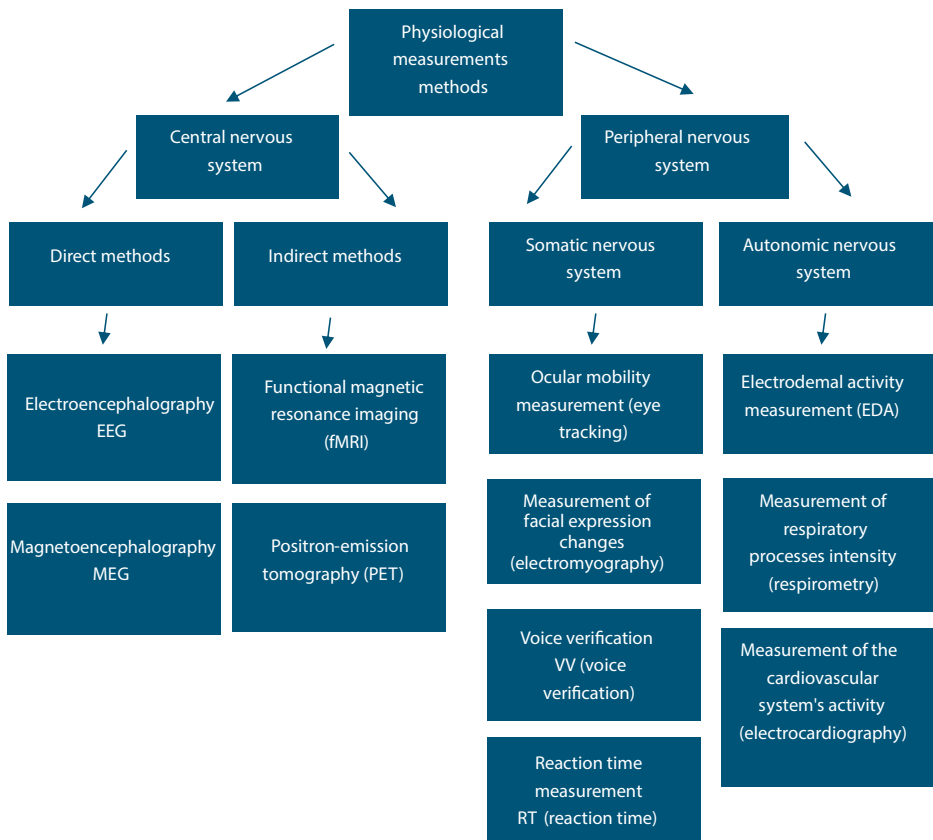 Physiological
measurements
methods
Central nervous
system
Peripheral nervous
system
Direct methods
Indirect methods
Somatic nervous
system
Autonomic nervous
system
Electroencephalography
EEG
Functional magnetic
resonance imaging
(fMRI)
Ocular mobility
measurement (eye
tracking)
Electrodemal activity
measurement (EDA)
Magnetoencephalography
MEG
Positron-emission
tomography (PET)
Measurement of
facial expression
changes
(electromyography)
Measurement of
respiratory
processes intensity
(respirometry)
Voice verification
VV (voice
verification)
Measurement of the
cardiovascular
system's activity
(electrocardiography)
Reaction time
measurement
RT (reaction time)